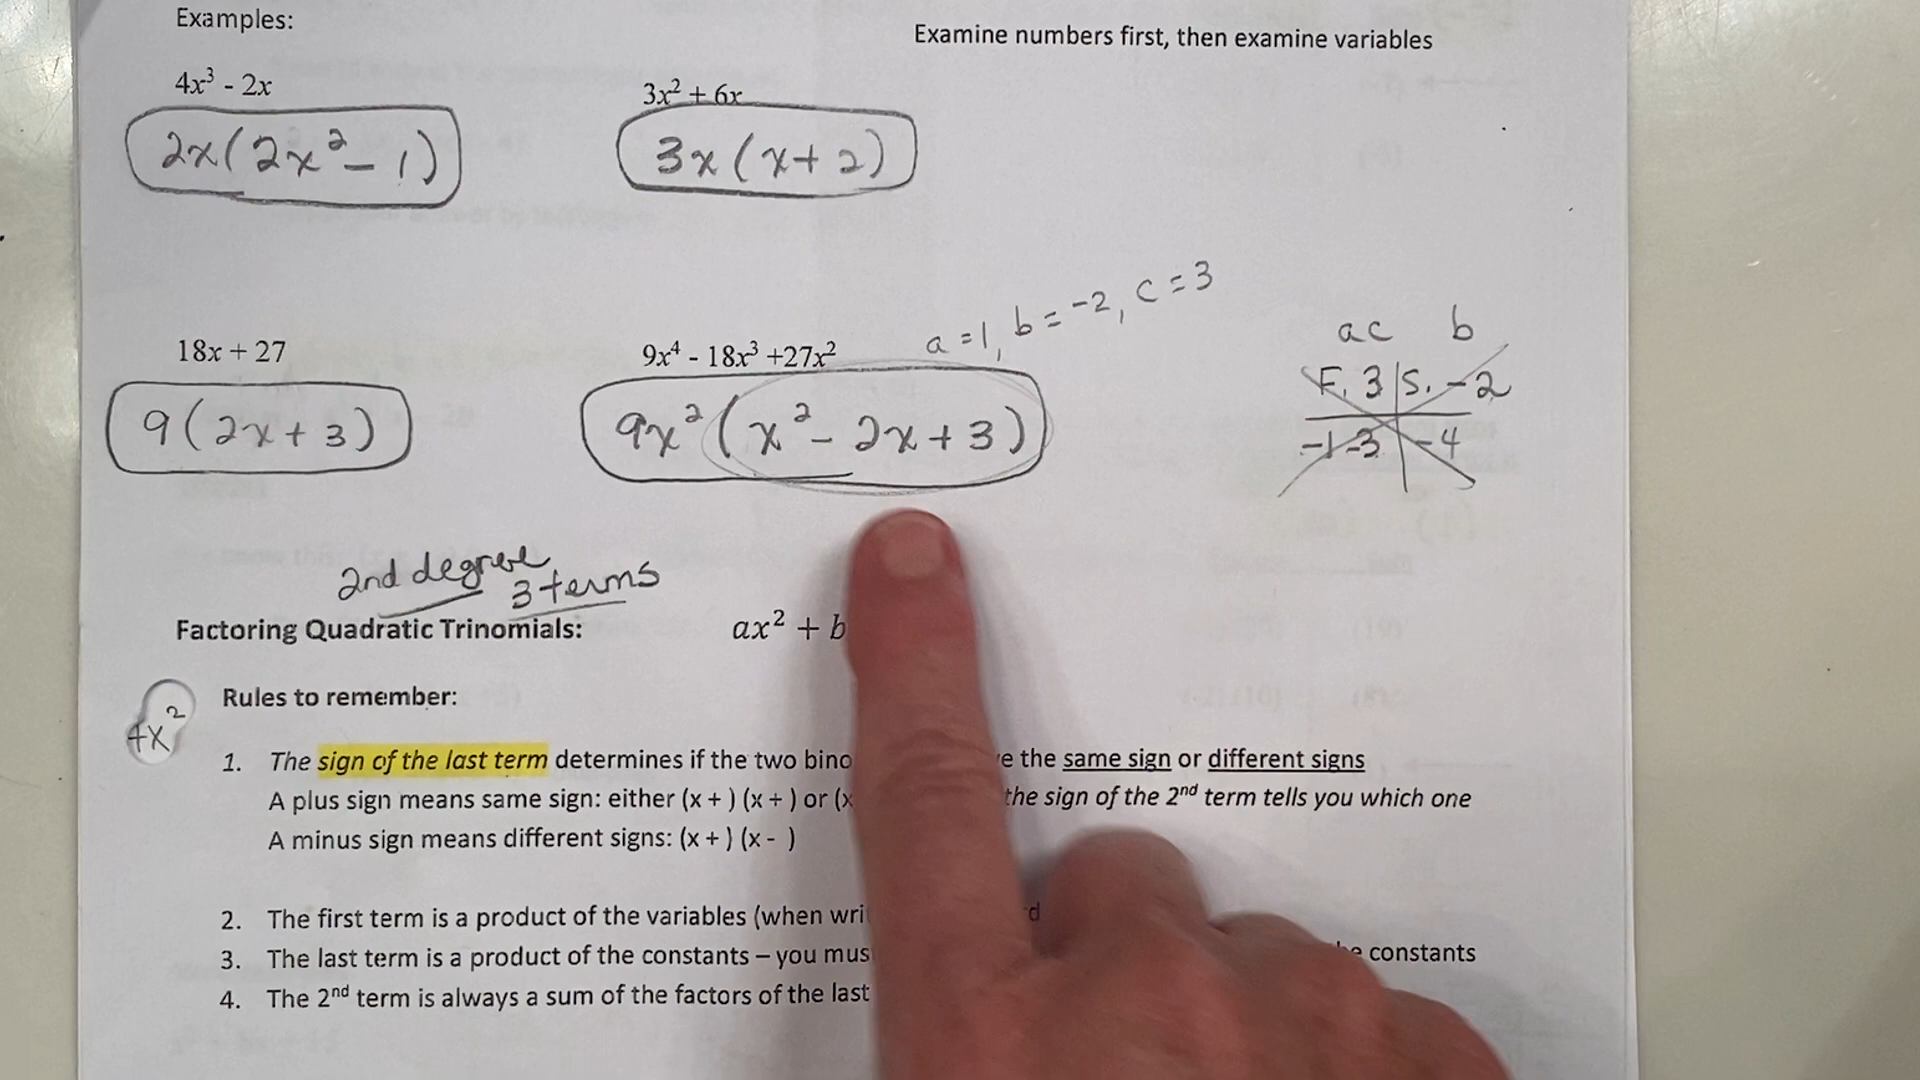 Examples:
Examine numbers first, then examine variables
4x³ - 2x
3x² + 6x
2x(2x² - 1)
3x(x + 2)
a = 1, b = -2, c = 3
ac b
18x + 27
9x⁴ - 18x³ +27x²
F. 3 | S. -2
9(2x + 3)
9x²(x² - 2x + 3)
-1 -3 | -4
2nd degree
3 terms
Factoring Quadratic Trinomials: ax² + b
Rules to remember:
4x²
1. The sign of the last term determines if the two the same sign or different signs
A plus sign means same sign: either (x + ) (x + ) or (x the sign of the 2nd term tells you which one
A minus sign means different signs: (x + ) (x - )
2. The first term is a product of the variables (when
3. The last term is a product of the constants – you constants
4. The 2nd term is always a sum of the factors of the last